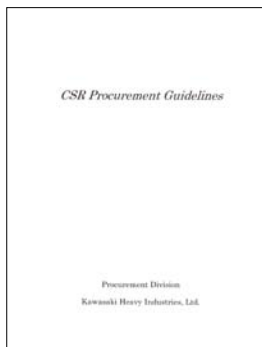 CSR Procurement Guidelines
Procurement Division
Kawasaki Heavy Industries, Ltd.